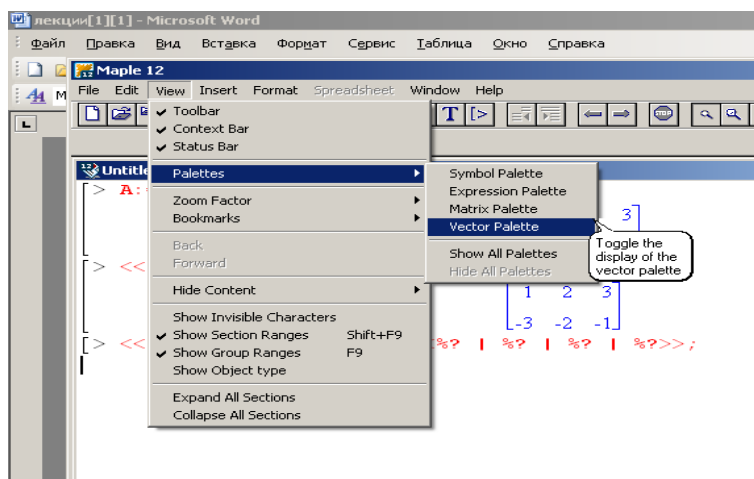 лекции[1][1] - Microsoft Word
Файл Правка Вид Вставка Формат Сервис Таблица Окно Справка
Maple 12
File Edit View Insert Format Spreadsheet Window Help
Toolbar
Context Bar
Status Bar
Palettes
Zoom Factor
Bookmarks
Back
Forward
Hide Content
Show Invisible Characters
Show Section Ranges Shift+F9
Show Group Ranges F9
Show Object type
Expand All Sections
Collapse All Sections
Symbol Palette
Expression Palette
Matrix Palette
Vector Palette
Show All Palettes
Hide All Palettes
Toggle the
display of the
vector palette
> A:
3]
> <<
1 2 3
-3 -2 -1
> << %? | %? | %? | %?>>;